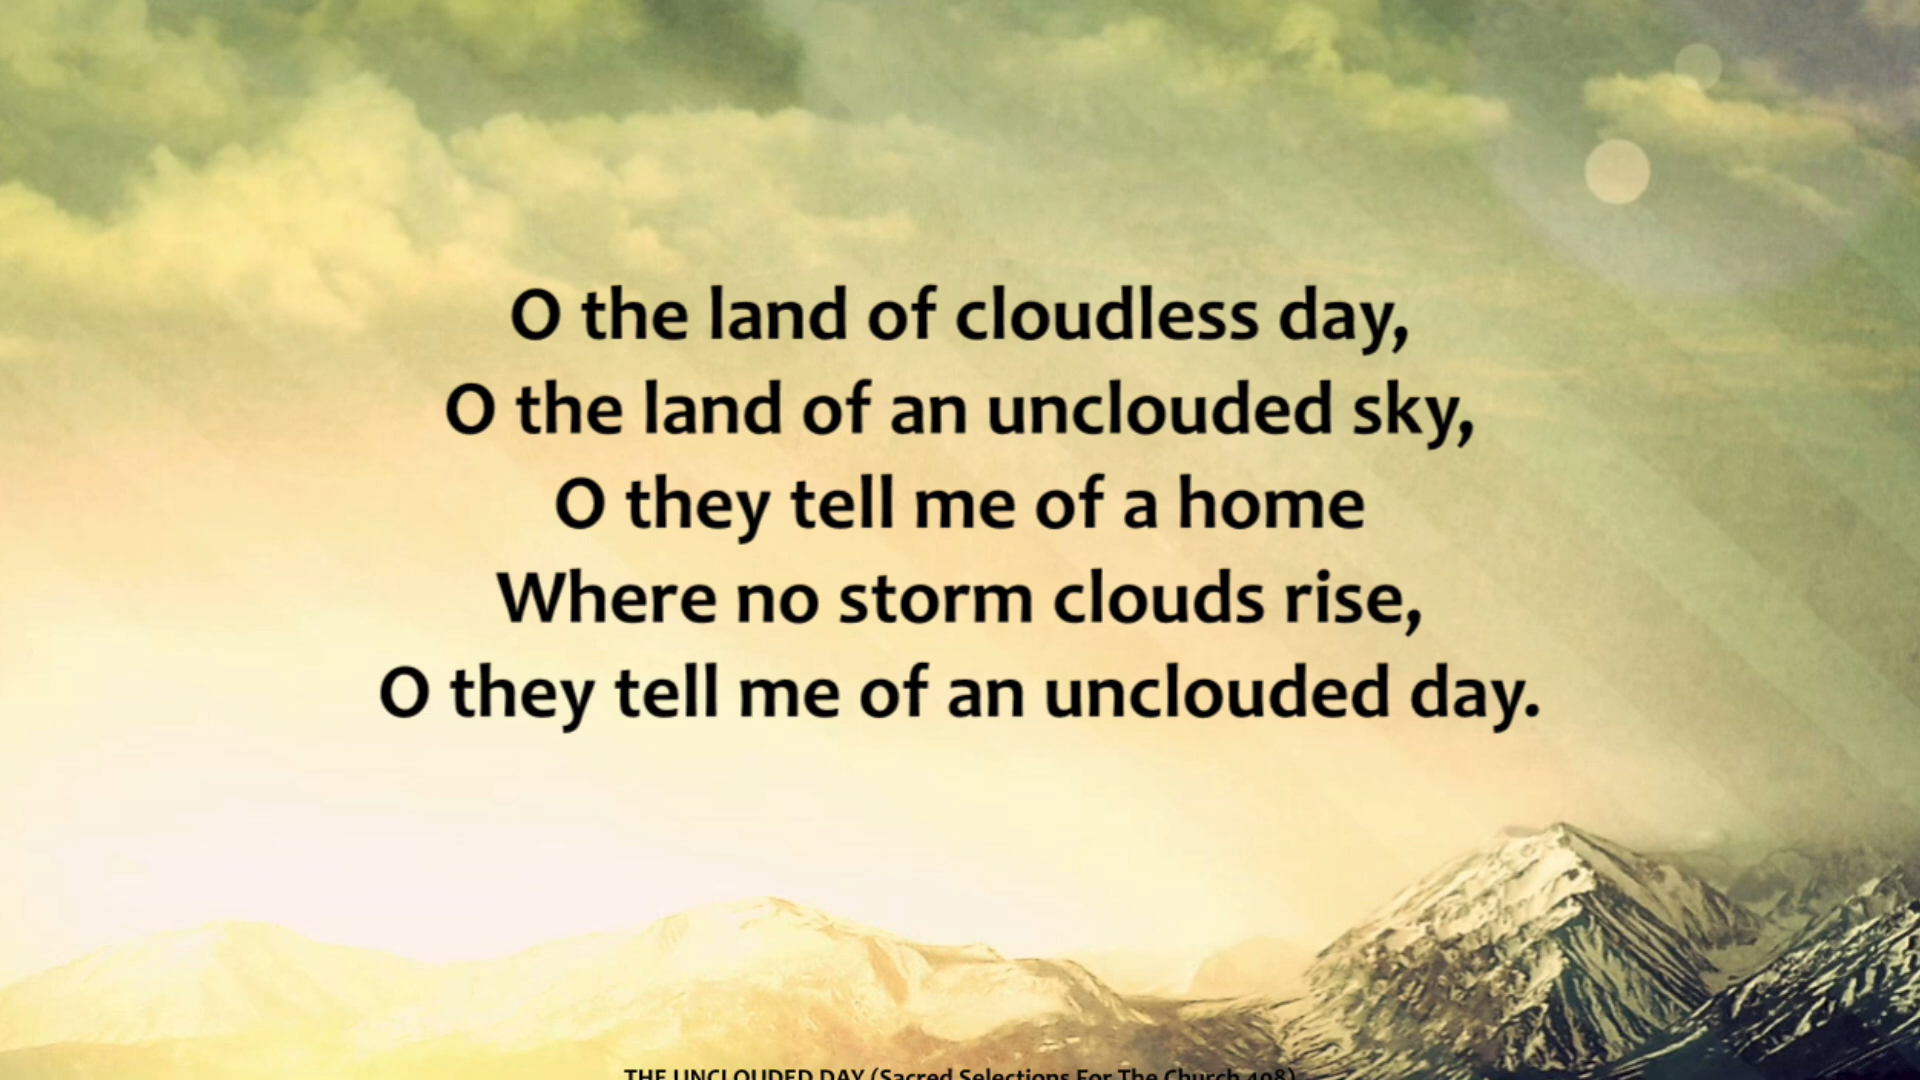 O the land of cloudless day,
O the land of an unclouded sky,
O they tell me of a home
Where no storm clouds rise,
O they tell me of an unclouded day.
THE UNCLOUDED DAY (Sacred Selections For The Church 498)